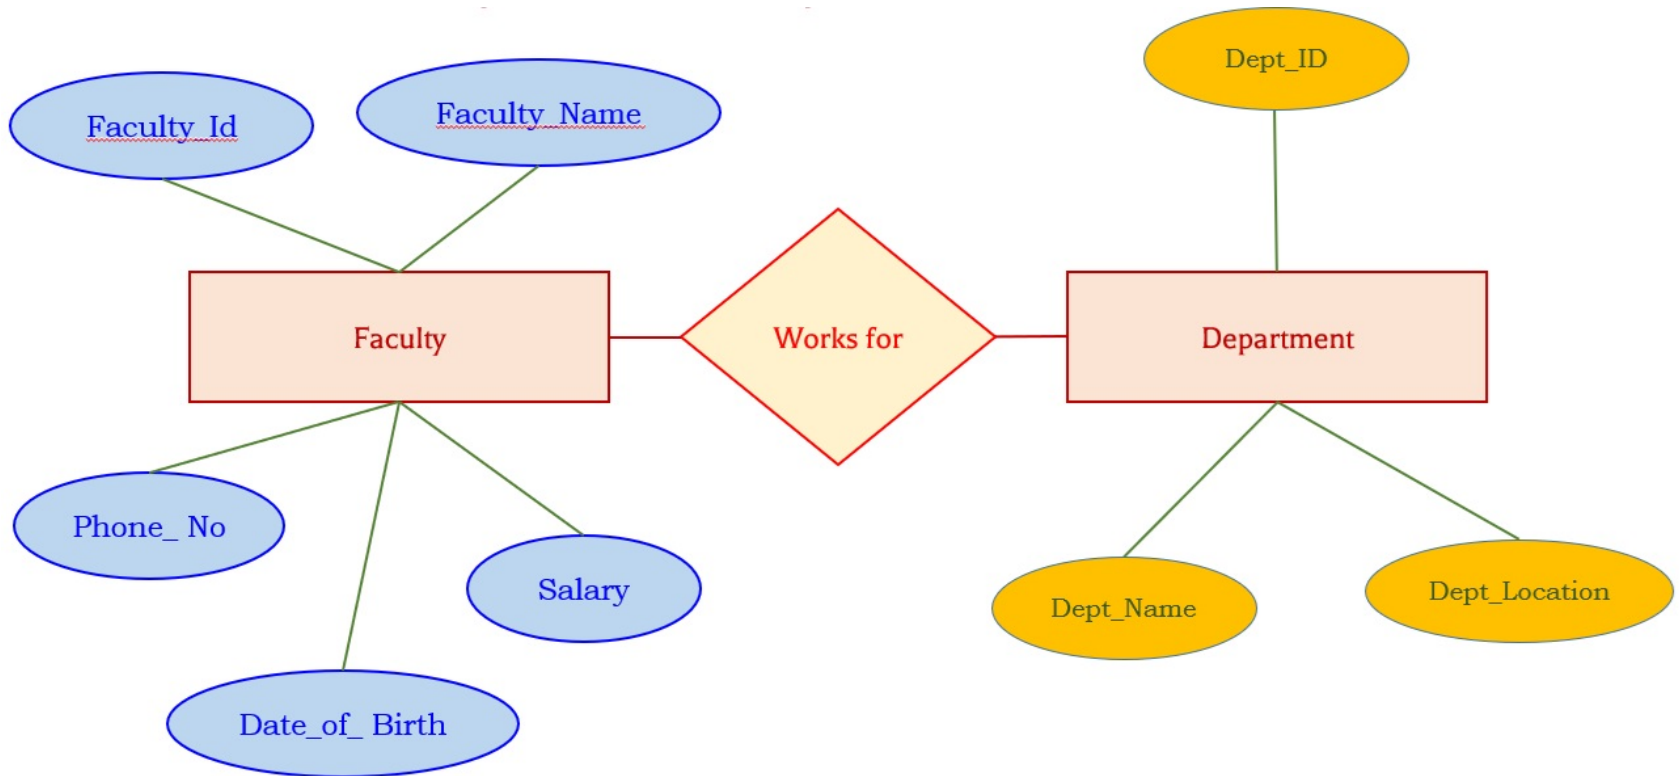 Dept_ID
Faculty_Id
Faculty_Name
Faculty
Works for
Department
Phone_ No
Salary
Dept_Name
Dept_Location
Date_of_ Birth